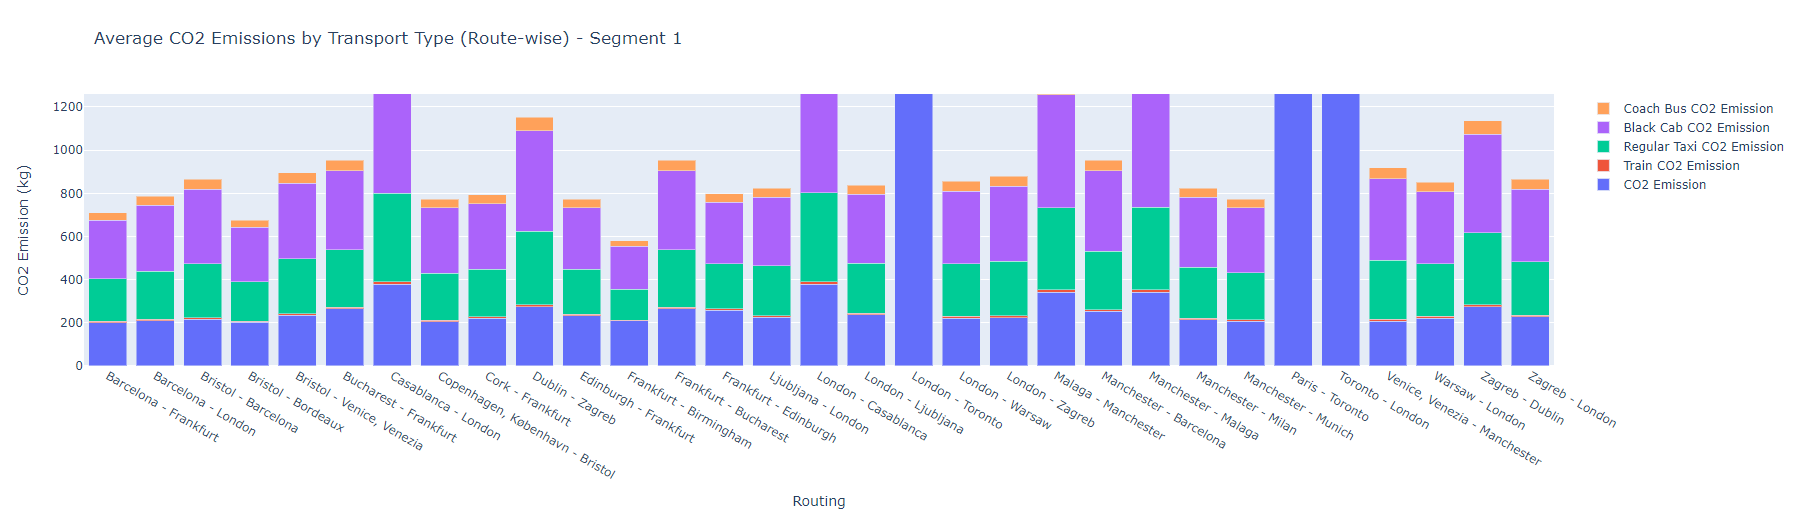 Average CO2 Emissions by Transport Type (Route-wise) - Segment 1
CO2 Emission (kg)
1200
1000
800
600
400
200
0
Coach Bus CO2 Emission
Black Cab CO2 Emission
Regular Taxi CO2 Emission
Train CO2 Emission
CO2 Emission
Barcelona - Frankfurt
Barcelona - London
Bristol - Barcelona
Bristol - Bordeaux
Bristol - Venice, Venezia
Bucharest - Frankfurt
Casablanca - London
Copenhagen, København - Bristol
Cork - Frankfurt
Dublin - Zagreb
Edinburgh - Frankfurt
Frankfurt - Birmingham
Frankfurt - Bucharest
Frankfurt - Edinburgh
Ljubljana - London
London - Casablanca
London - Ljubljana
London - Toronto
London - Warsaw
London - Zagreb
Malaga - Manchester
Manchester - Barcelona
Manchester - Malaga
Manchester - Milan
Manchester - Munich
Paris - Toronto
Toronto - London
Venice, Venezia - Manchester
Warsaw - London
Zagreb - Dublin
Zagreb - London
Routing